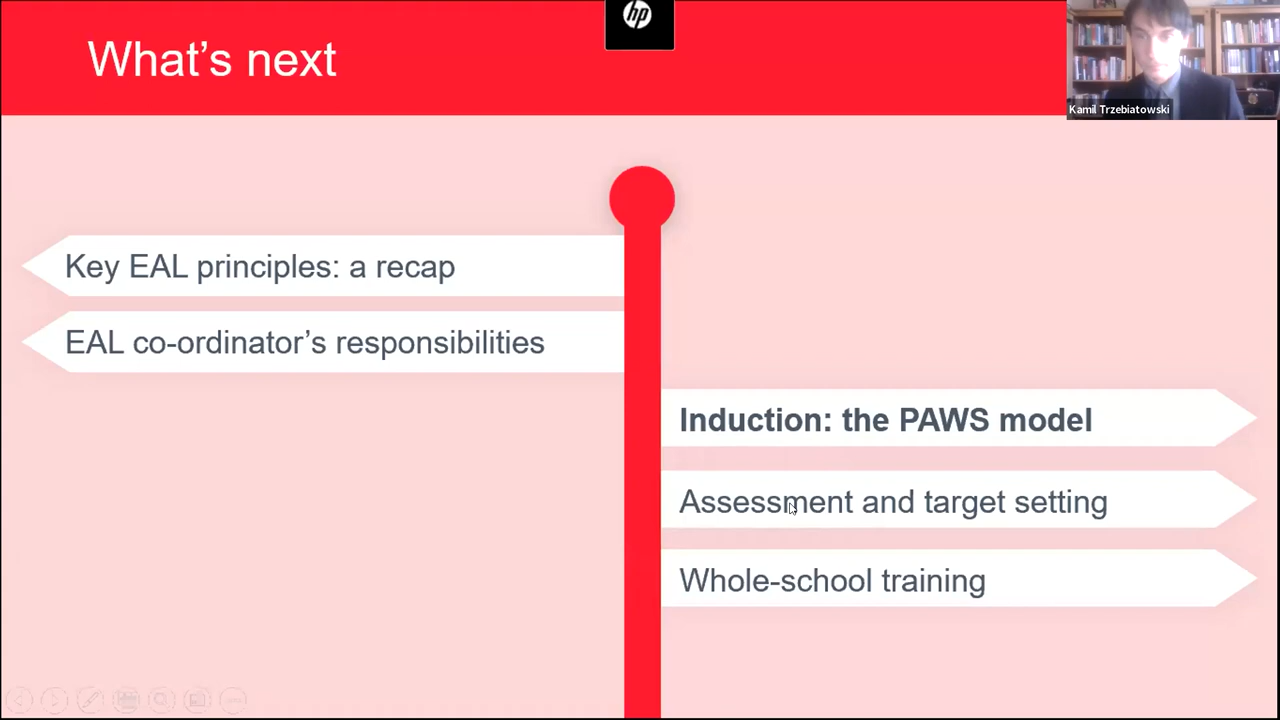 What's next
hp
Kamil Trzebiatowski
Key EAL principles: a recap
EAL co-ordinator's responsibilities
Induction: the PAWS model
Assessment and target setting
Whole-school training